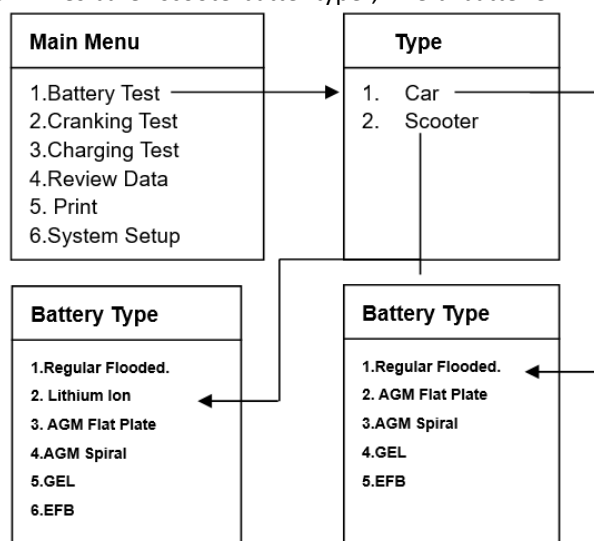 Main Menu
1.Battery Test
2.Cranking Test
3.Charging Test
4.Review Data
5. Print
6.System Setup
Type
1. Car
2. Scooter
Battery Type
1.Regular Flooded.
2. Lithium Ion
3. AGM Flat Plate
4.AGM Spiral
5.GEL
6.EFB
Battery Type
1.Regular Flooded.
2. AGM Flat Plate
3.AGM Spiral
4.GEL
5.EFB